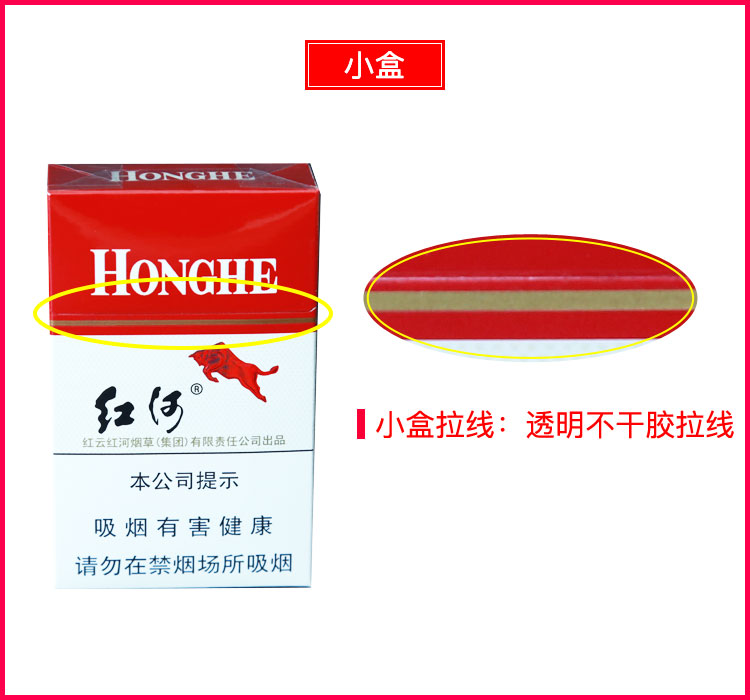 小盒
HONGHE
HONGHE
红河®
红云红河烟草(集团)有限责任公司出品
本公司提示
吸烟有害健康
请勿在禁烟场所吸烟
小盒拉线：透明不干胶拉线